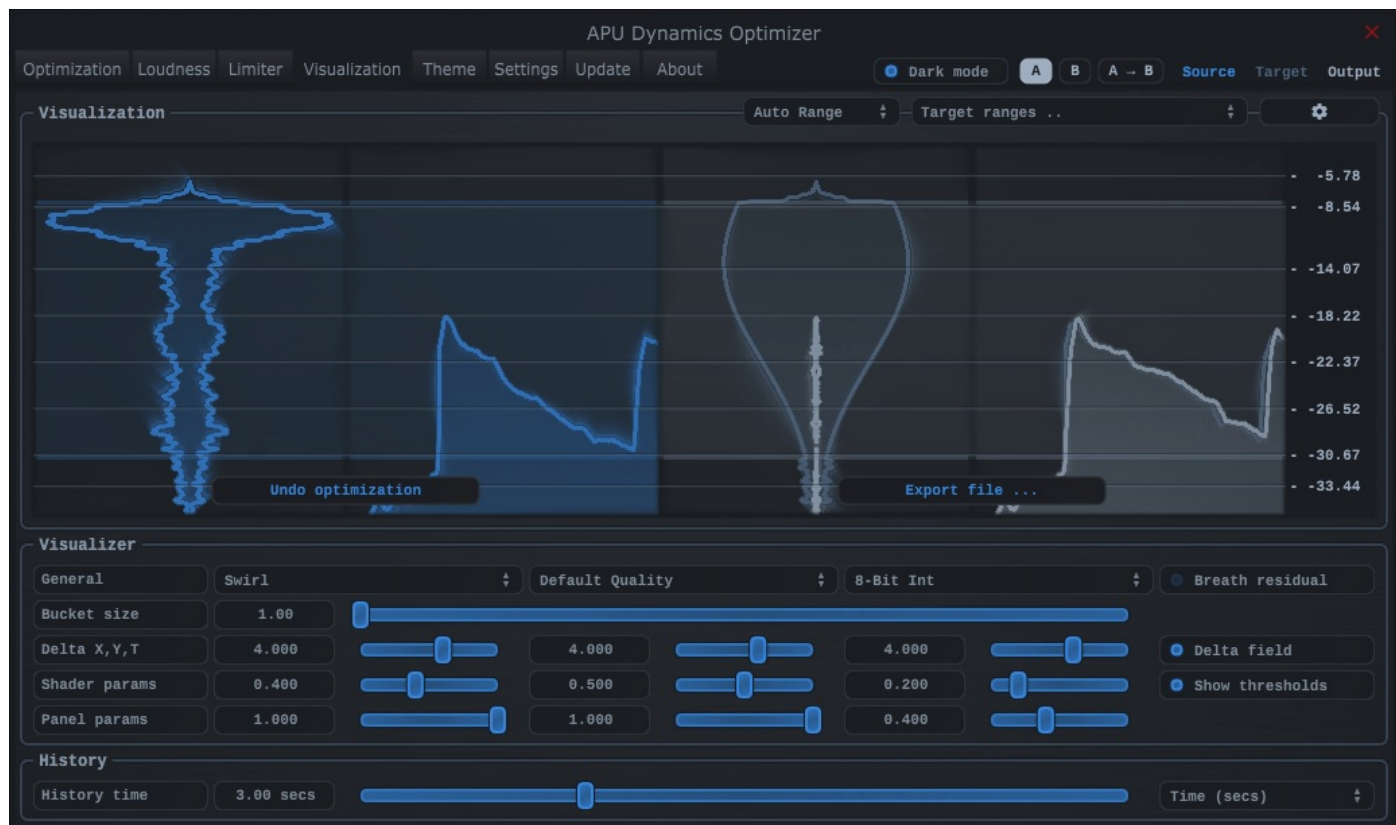 APU Dynamics Optimizer
Optimization Loudness Limiter Visualization Theme Settings Update About Dark mode A B A → B Source Target Output
Visualization Auto Range Target ranges ..
- -5.78
- -8.54
- -14.07
- -18.22
- -22.37
- -26.52
- -30.67
- -33.44
Undo optimization Export file ...
Visualizer
General Swirl Default Quality 8-Bit Int Breath residual
Bucket size 1.00
Delta X,Y,T 4.000 4.000 4.000 Delta field
Shader params 0.400 0.500 0.200 Show thresholds
Panel params 1.000 1.000 0.400
History
History time 3.00 secs Time (secs)